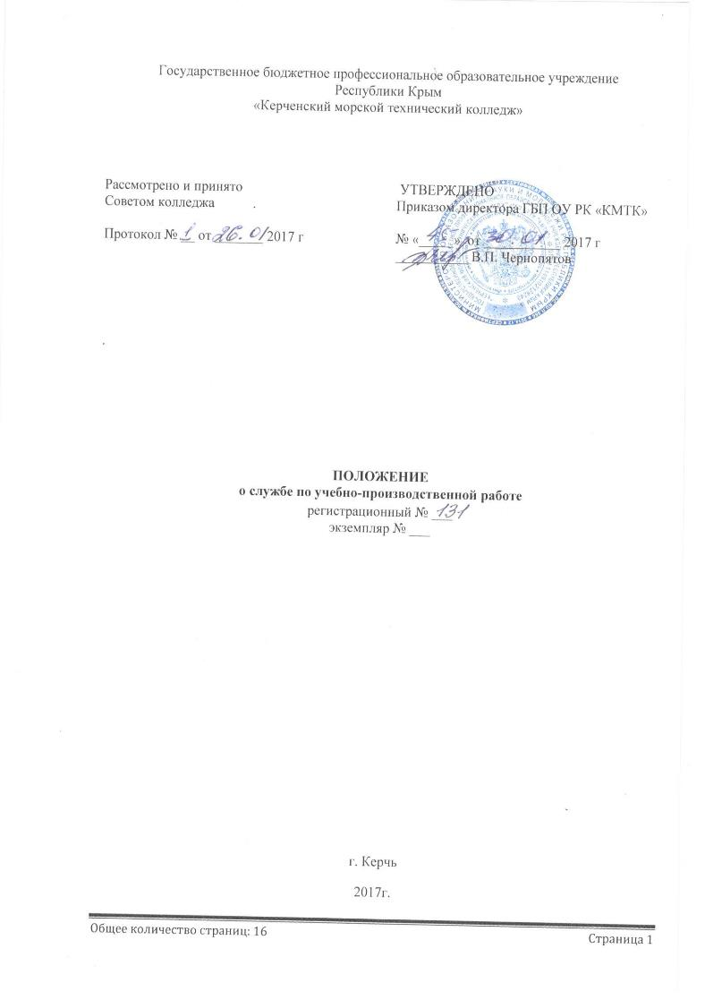 Государственное бюджетное профессиональное образовательное учреждение
Республики Крым
«Керченский морской технический колледж»
Рассмотрено и принято
Советом колледжа
Протокол № 1 от 26.01 2017 г
УТВЕРЖДЕНО
Приказом директора ГБП ОУ РК «КМТК»
№ « » от 30.01 2017 г
В.П. Чернопятов
ПОЛОЖЕНИЕ
о службе по учебно-производственной работе
регистрационный № 131
экземпляр № ___
г. Керчь
2017г.
Общее количество страниц: 16
Страница 1